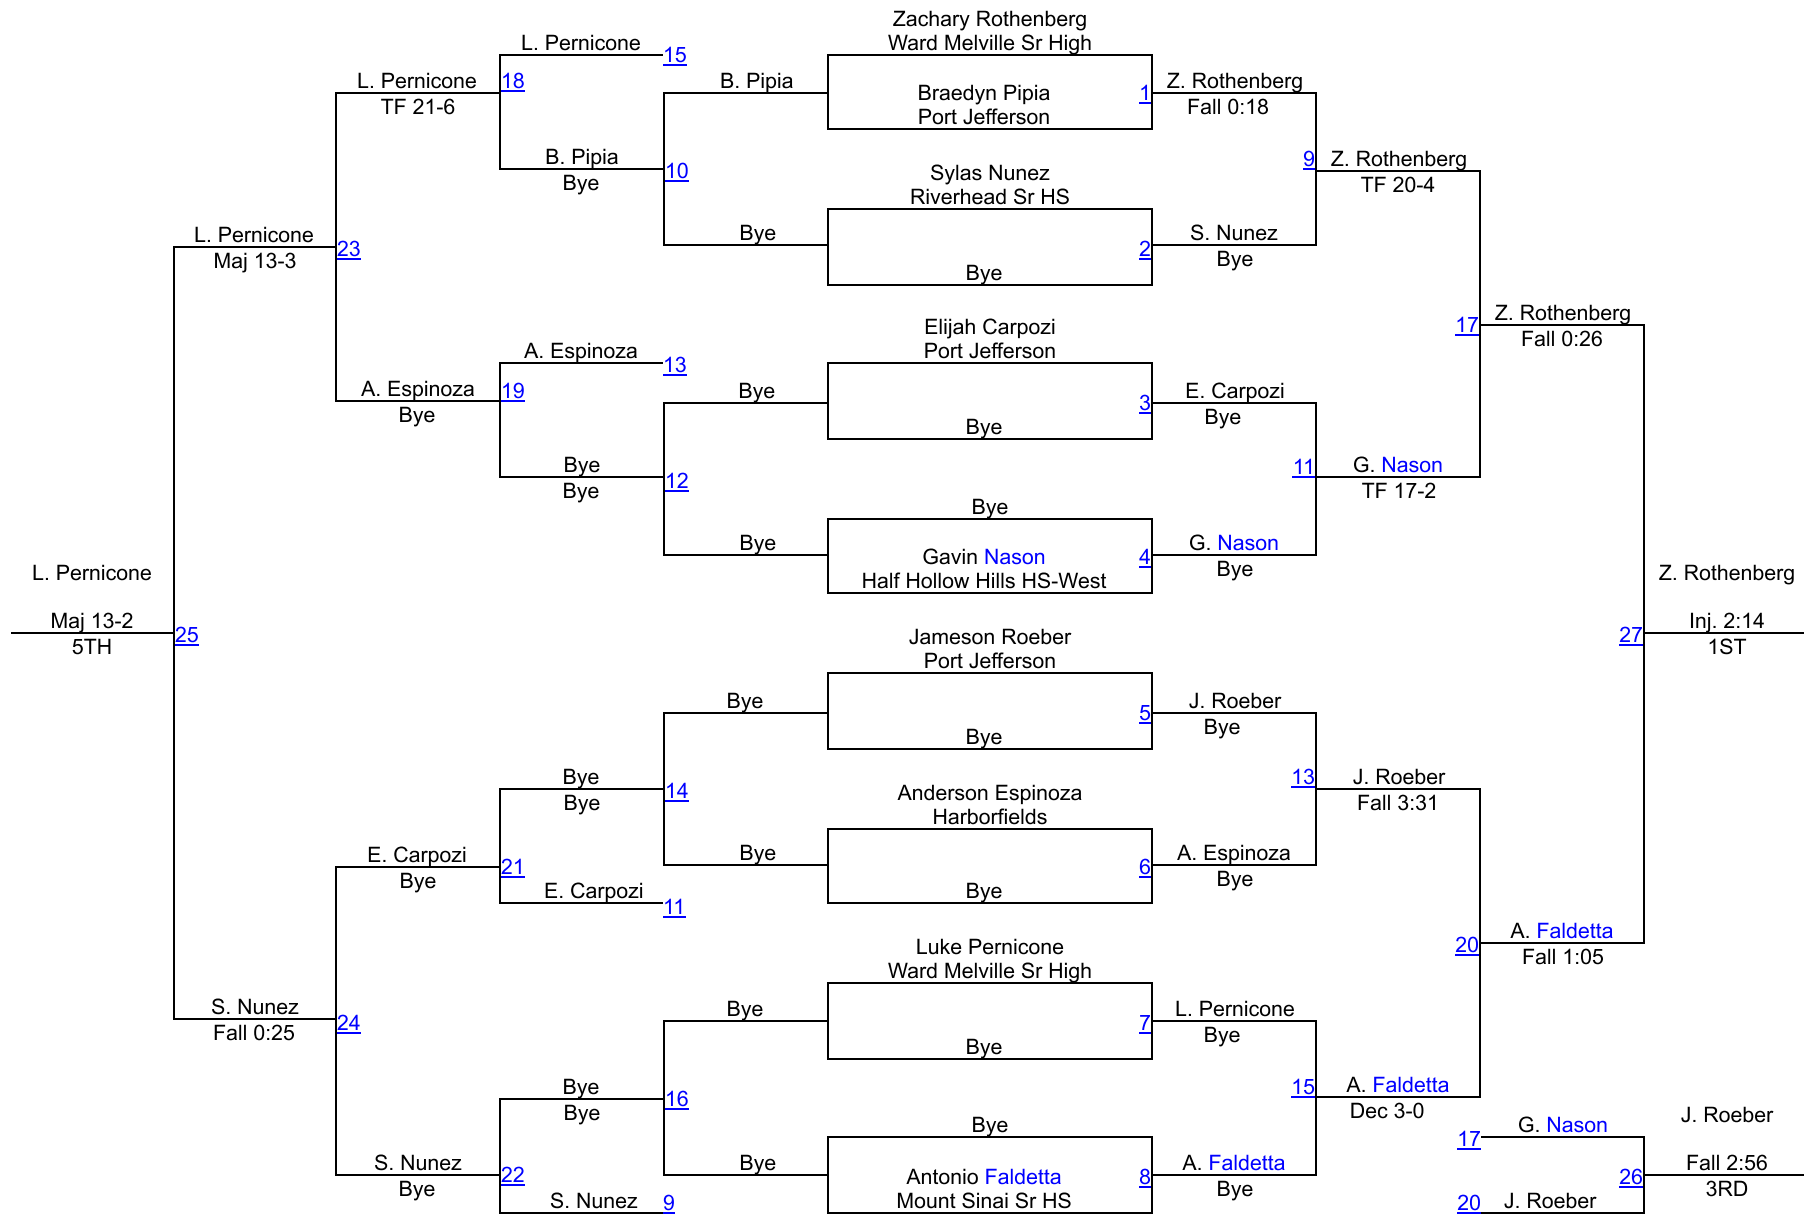 Zachary Rothenberg
L. Pernicone
Ward Melville Sr High
15
L. Pernicone
18
B. Pipia
Z. Rothenberg
TF 21-6
Braedyn Pipia
1
Fall 0:18
Port Jefferson
B. Pipia
9
Z. Rothenberg
Bye
10
Sylas Nunez
TF 20-4
Riverhead Sr HS
L. Pernicone
23
Bye
2
S. Nunez
Maj 13-3
Bye
Bye
Elijah Carpozi
17
Z. Rothenberg
A. Espinoza
13
Port Jefferson
Fall 0:26
A. Espinoza
19
Bye
3
E. Carpozi
Bye
Bye
Bye
Bye
12
11
G. Nason
Bye
TF 17-2
Bye
Bye
Gavin Nason
4
G. Nason
Half Hollow Hills HS-West
Bye
L. Pernicone
Z. Rothenberg
Maj 13-2
25
Jameson Roeber
27
Inj. 2:14
5TH
Port Jefferson
1ST
Bye
5
J. Roeber
Bye
Bye
Bye
14
Anderson Espinoza
13
J. Roeber
Bye
Harborfields
Fall 3:31
E. Carpozi
21
Bye
6
A. Espinoza
Bye
E. Carpozi
11
Bye
Bye
Luke Pernicone
20
A. Faldetta
Ward Melville Sr High
Fall 1:05
S. Nunez
24
Bye
7
L. Pernicone
Fall 0:25
Bye
Bye
Bye
16
15
A. Faldetta
Bye
Dec 3-0
Bye
17
G. Nason
J. Roeber
S. Nunez
22
Bye
Antonio Faldetta
8
A. Faldetta
26
Fall 2:56
Bye
Mount Sinai Sr HS
Bye
3RD
S. Nunez
9
20
J. Roeber